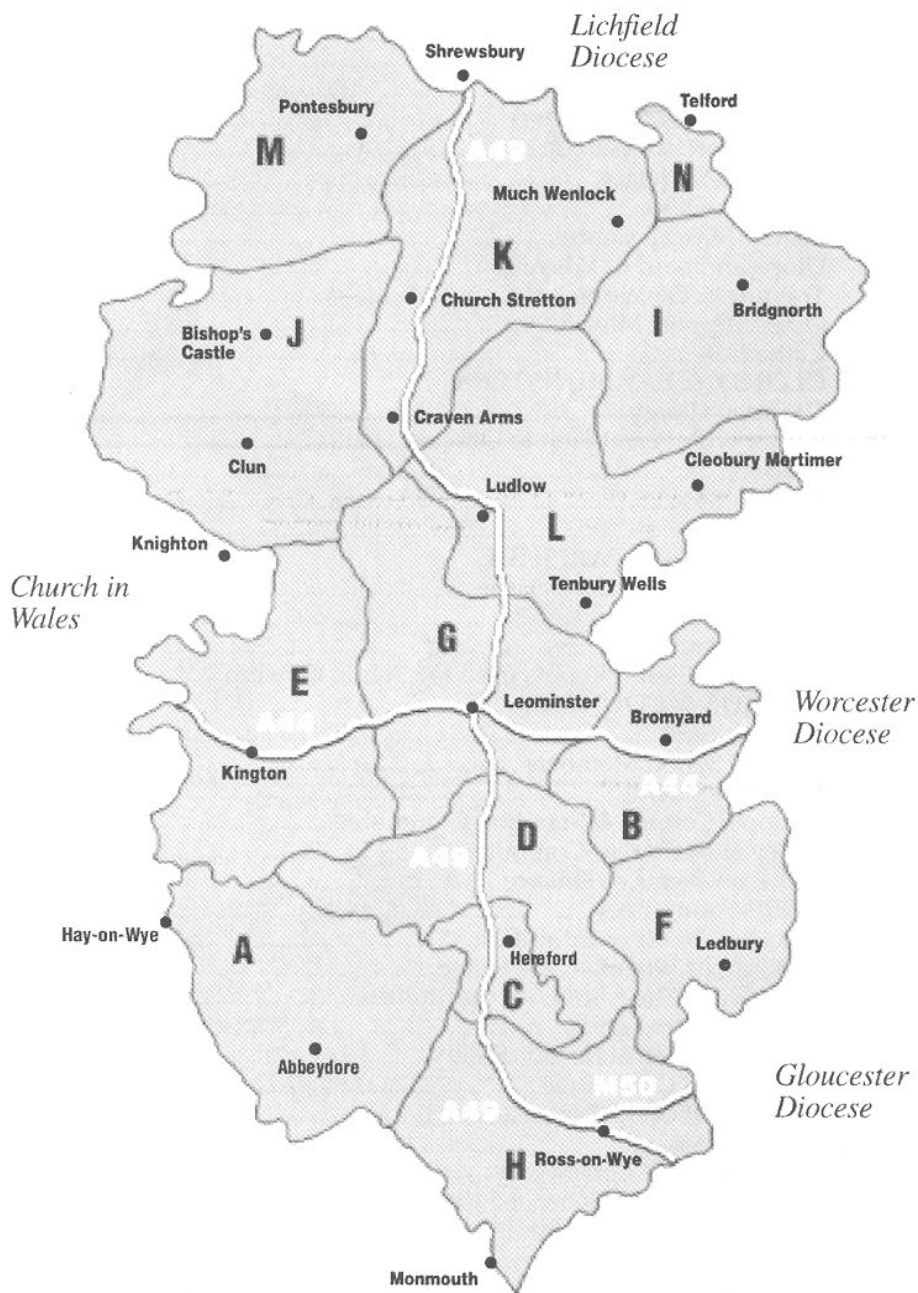 Lichfield
Diocese
Shrewsbury
Telford
Pontesbury
M
A49
N
Much Wenlock
K
Church Stretton
I
Bridgnorth
Bishop's
Castle
J
Craven Arms
Clun
Cleobury Mortimer
Ludlow
L
Knighton
Church in
Wales
Tenbury Wells
G
E
Leominster
Bromyard
Worcester
Diocese
A44
Kington
A44
B
D
A49
Hay-on-Wye
A
F
Ledbury
Hereford
C
Abbeydore
Gloucester
Diocese
M50
A49
H
Ross-on-Wye
Monmouth